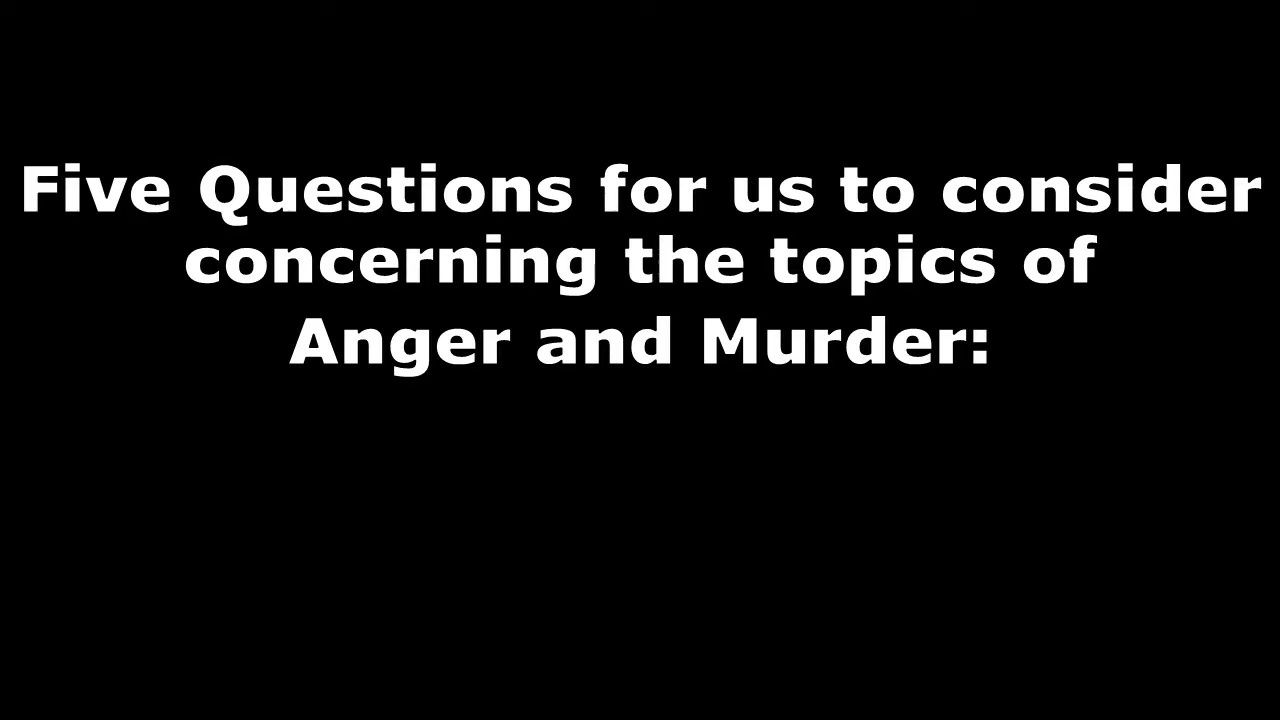 Five Questions for us to consider
concerning the topics of
Anger and Murder: